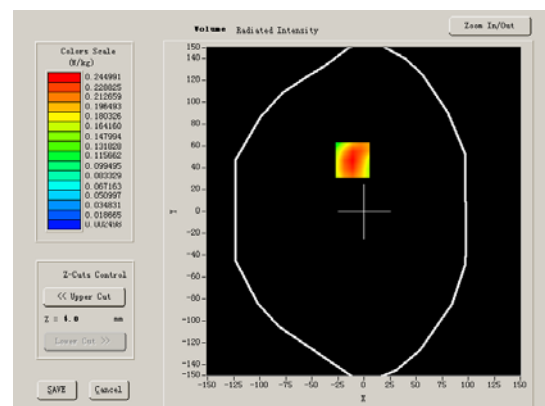 Volume Radiated Intensity
Zoom In/Out
Colors Scale
(W/kg)
0.244991
0.228825
0.212659
0.196493
0.180326
0.164160
0.147994
0.131828
0.115662
0.099495
0.083329
0.067163
0.050997
0.034831
0.018665
0.002498
150
140
120
100
80
60
40
20
0
-20
-40
-60
-80
-100
-120
-140
-150
Y
-150 -125 -100 -75 -50 -25 0 25 50 75 100 125 150
X
Z-Cuts Control
<< Upper Cut
Z = 4.0 mm
Lower Cut >>
SAVE Cancel